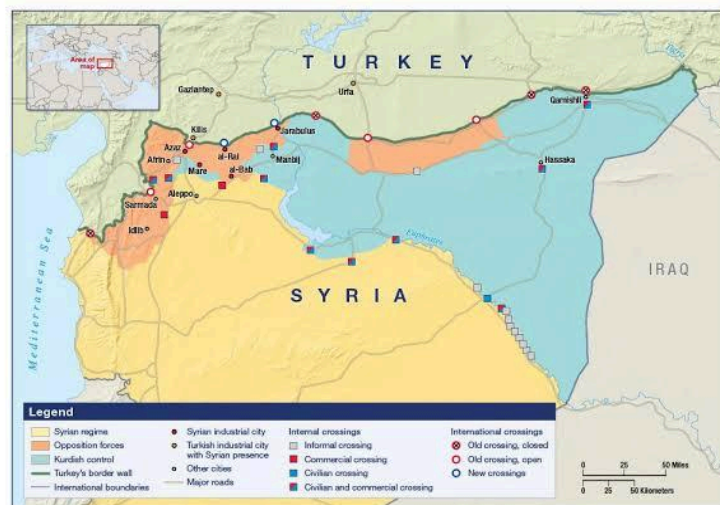 Area of
map
TURKEY
Tigris
Gaziantep
Urfa
Qamishli
Kilis
Jarabulus
Azaz
al-Rai
Afrin
Manbij
Hassaka
Mare
al-Bab
Aleppo
Sarmada
Idlib
Euphrates
Mediterranean Sea
IRAQ
SYRIA
Legend
Syrian regime
Opposition forces
Kurdish control
Turkey's border wall
International boundaries
Syrian industrial city
Turkish industrial city
with Syrian presence
Other cities
Major roads
Internal crossings
Informal crossing
Commercial crossing
Civilian crossing
Civilian and commercial crossing
International crossings
Old crossing, closed
Old crossing, open
New crossings
0 25 50 Miles
0 25 50 Kilometers